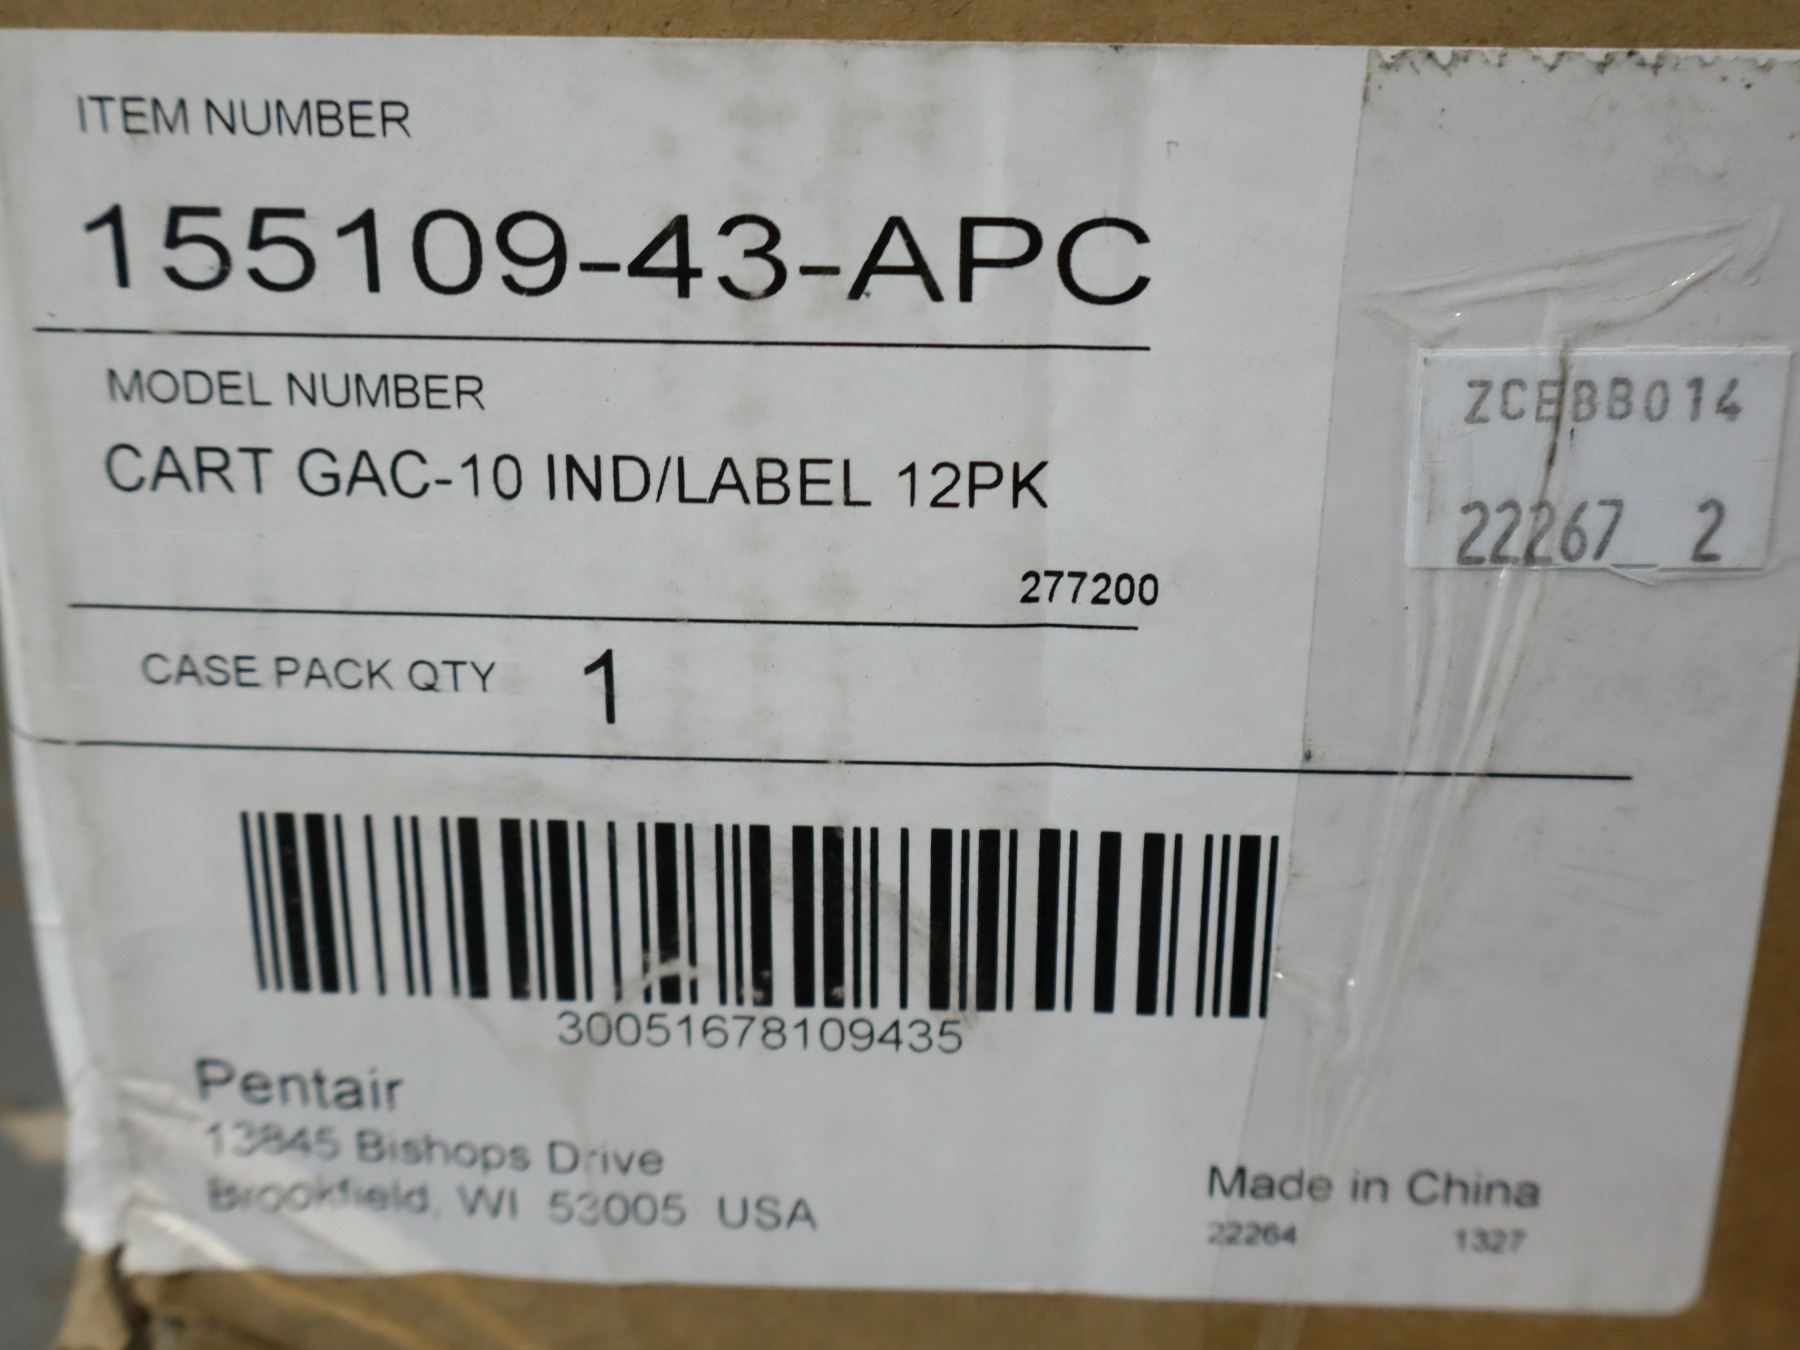 ITEM NUMBER
155109-43-APC
MODEL NUMBER
CART GAC-10 IND/LABEL 12PK
277200
CASE PACK QTY 1
ZCEBB014
22267_ 2
30051678109435
Pentair
13845 Bishops Drive
Brookfield, WI 53005 USA
Made in China
22264 1327